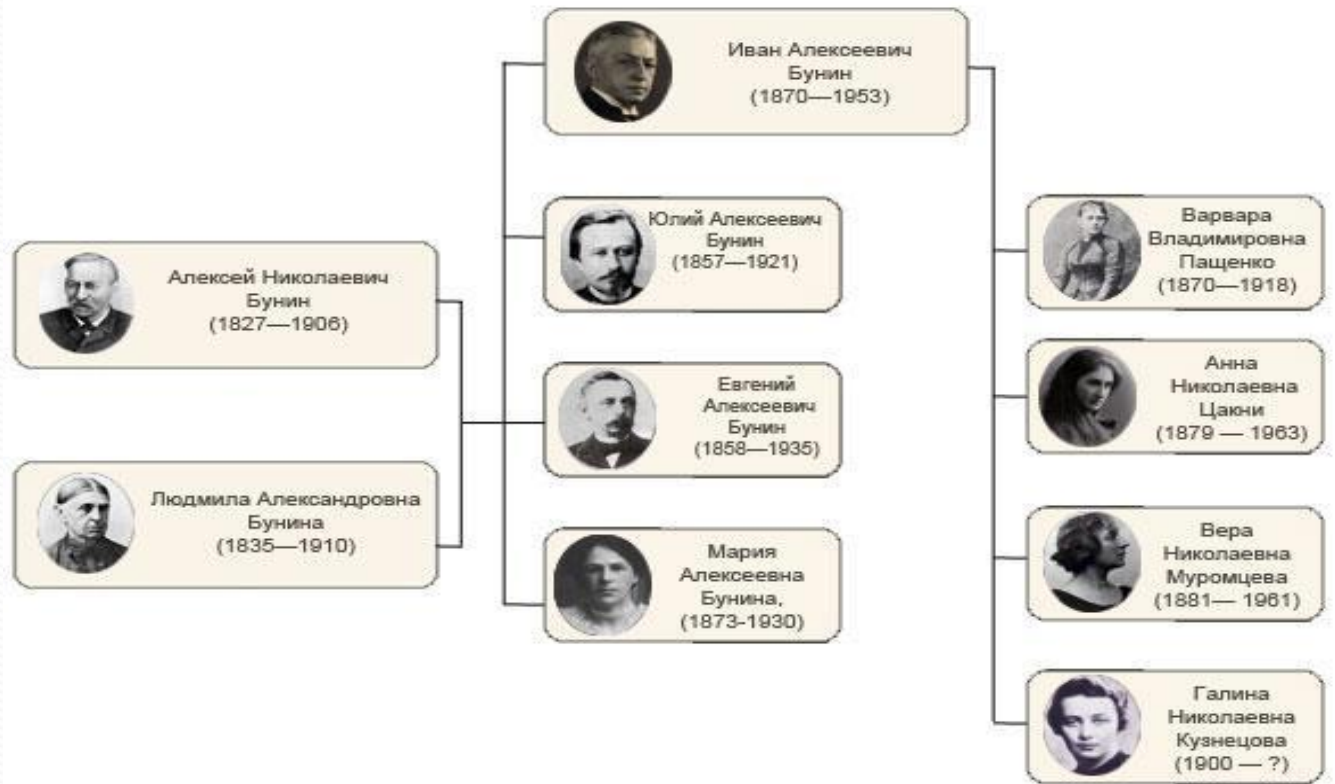 Иван Алексеевич
Бунин
(1870—1953)
Юлий Алексеевич
Бунин
(1857—1921)
Варвара
Владимировна
Пащенко
(1870—1918)
Алексей Николаевич
Бунин
(1827—1906)
Анна
Николаевна
Цакни
(1879 — 1963)
Евгений
Алексеевич
Бунин
(1858—1935)
Людмила Александровна
Бунина
(1835—1910)
Вера
Николаевна
Муромцева
(1881— 1961)
Мария
Алексеевна
Бунина,
(1873-1930)
Галина
Николаевна
Кузнецова
(1900 — ?)